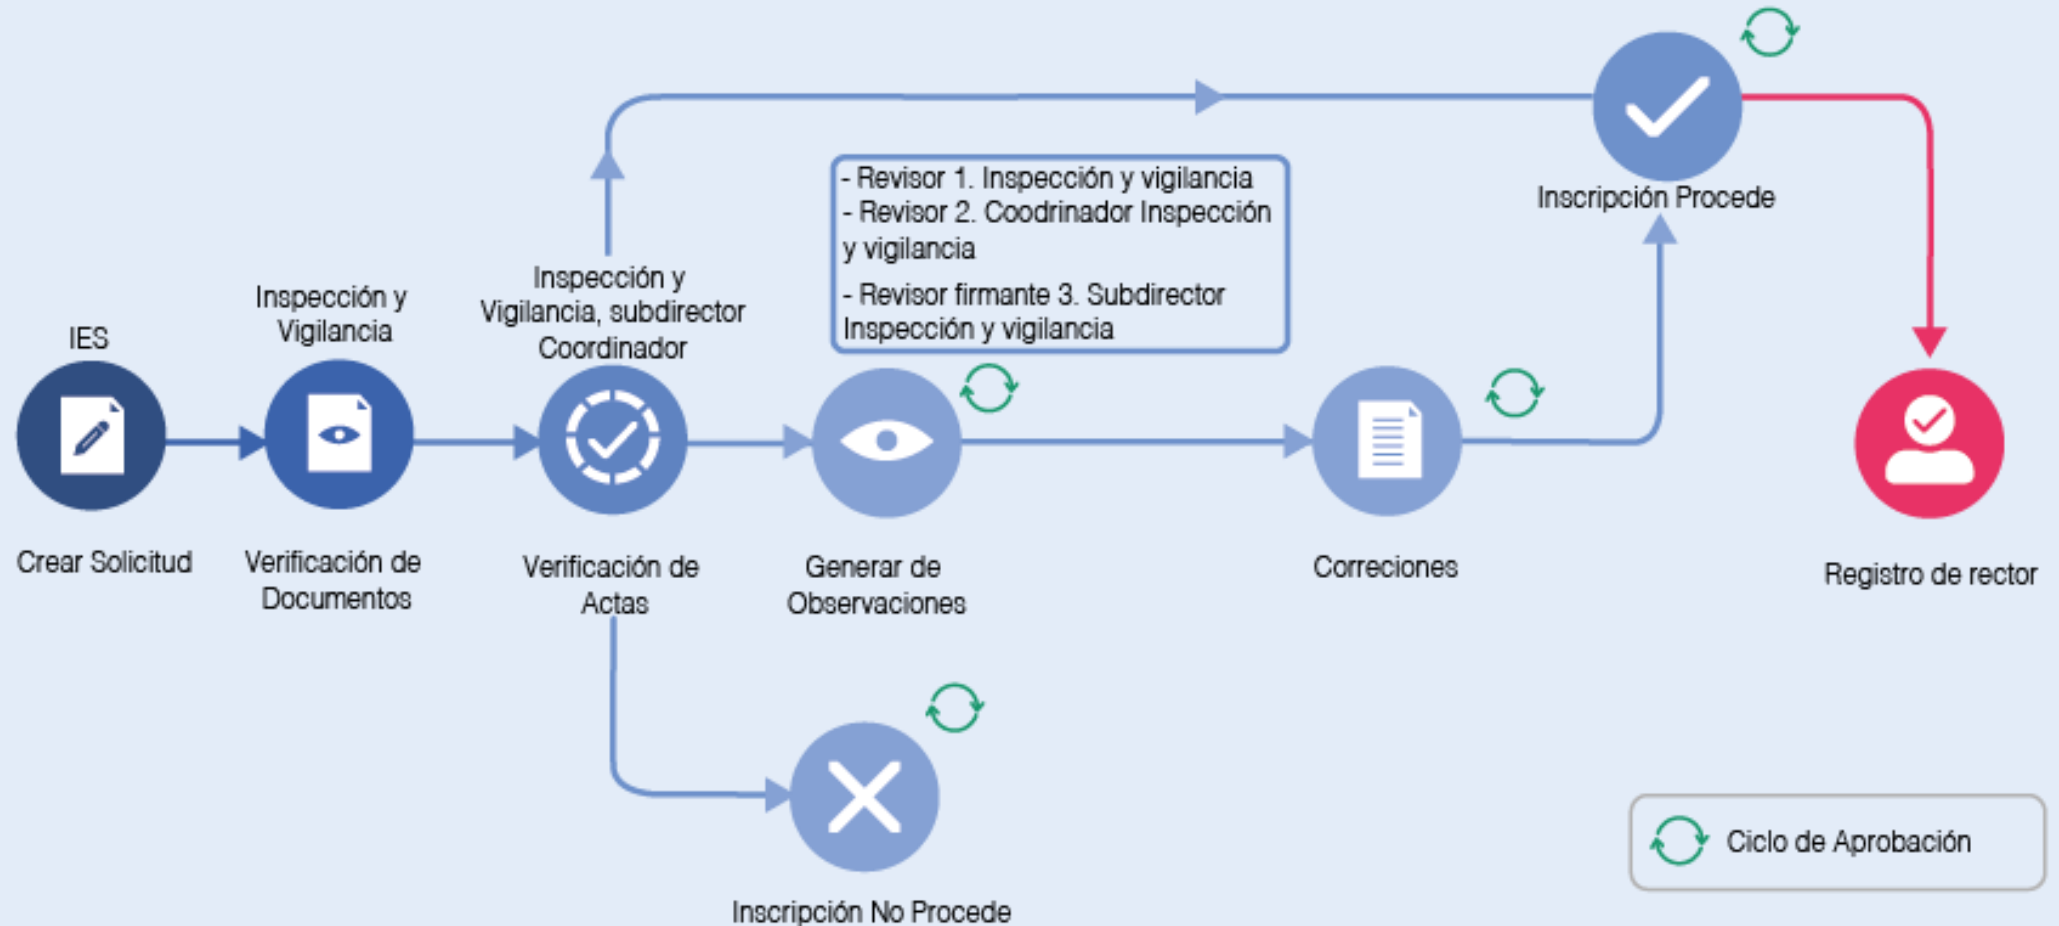 - Revisor 1. Inspección y vigilancia
- Revisor 2. Coodrinador Inspección
y vigilancia
- Revisor firmante 3. Subdirector
Inspección y vigilancia
Inscripción Procede
IES
Inspección y
Vigilancia
Inspección y
Vigilancia, subdirector
Coordinador
Crear Solicitud
Verificación de
Documentos
Verificación de
Actas
Generar de
Observaciones
Correciones
Registro de rector
Inscripción No Procede
Ciclo de Aprobación